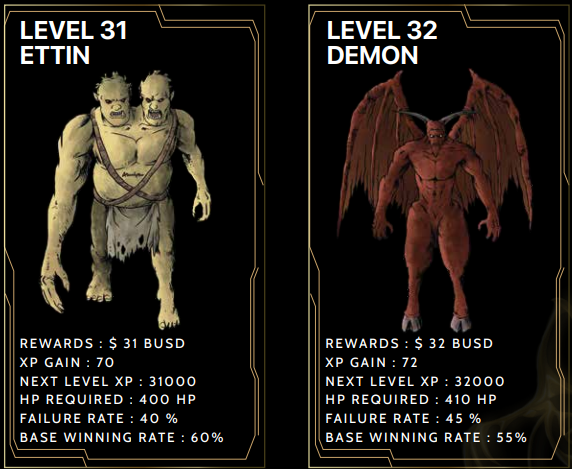 LEVEL 31
ETTIN
REWARDS : $ 31 BUSD
XP GAIN : 70
NEXT LEVEL XP : 31000
HP REQUIRED : 400 HP
FAILURE RATE : 40 %
BASE WINNING RATE : 60%
LEVEL 32
DEMON
REWARDS : $ 32 BUSD
XP GAIN : 72
NEXT LEVEL XP : 32000
HP REQUIRED : 410 HP
FAILURE RATE : 45 %
BASE WINNING RATE : 55%